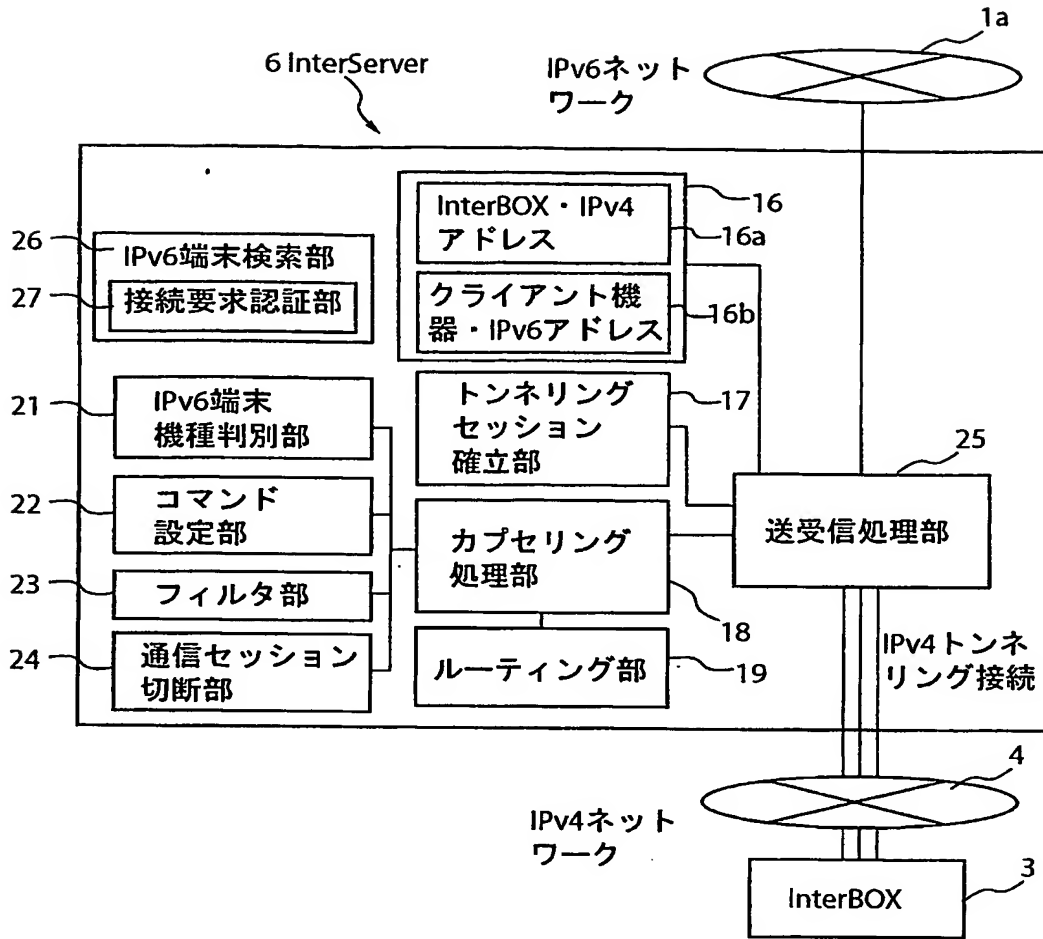 1a
6 InterServer
IPv6ネット
ワーク
16
InterBOX・IPv4
アドレス
16a
26
IPv6端末検索部
27
接続要求認証部
クライアント機
器・IPv6アドレス
16b
21
IPv6端末
機種判別部
トンネリング
セッション
確立部
17
25
22
コマンド
設定部
カプセリング
処理部
送受信処理部
23
フィルタ部
18
24
通信セッション
切断部
ルーティング部
19
IPv4トンネ
リング接続
4
IPv4ネット
ワーク
3
InterBOX